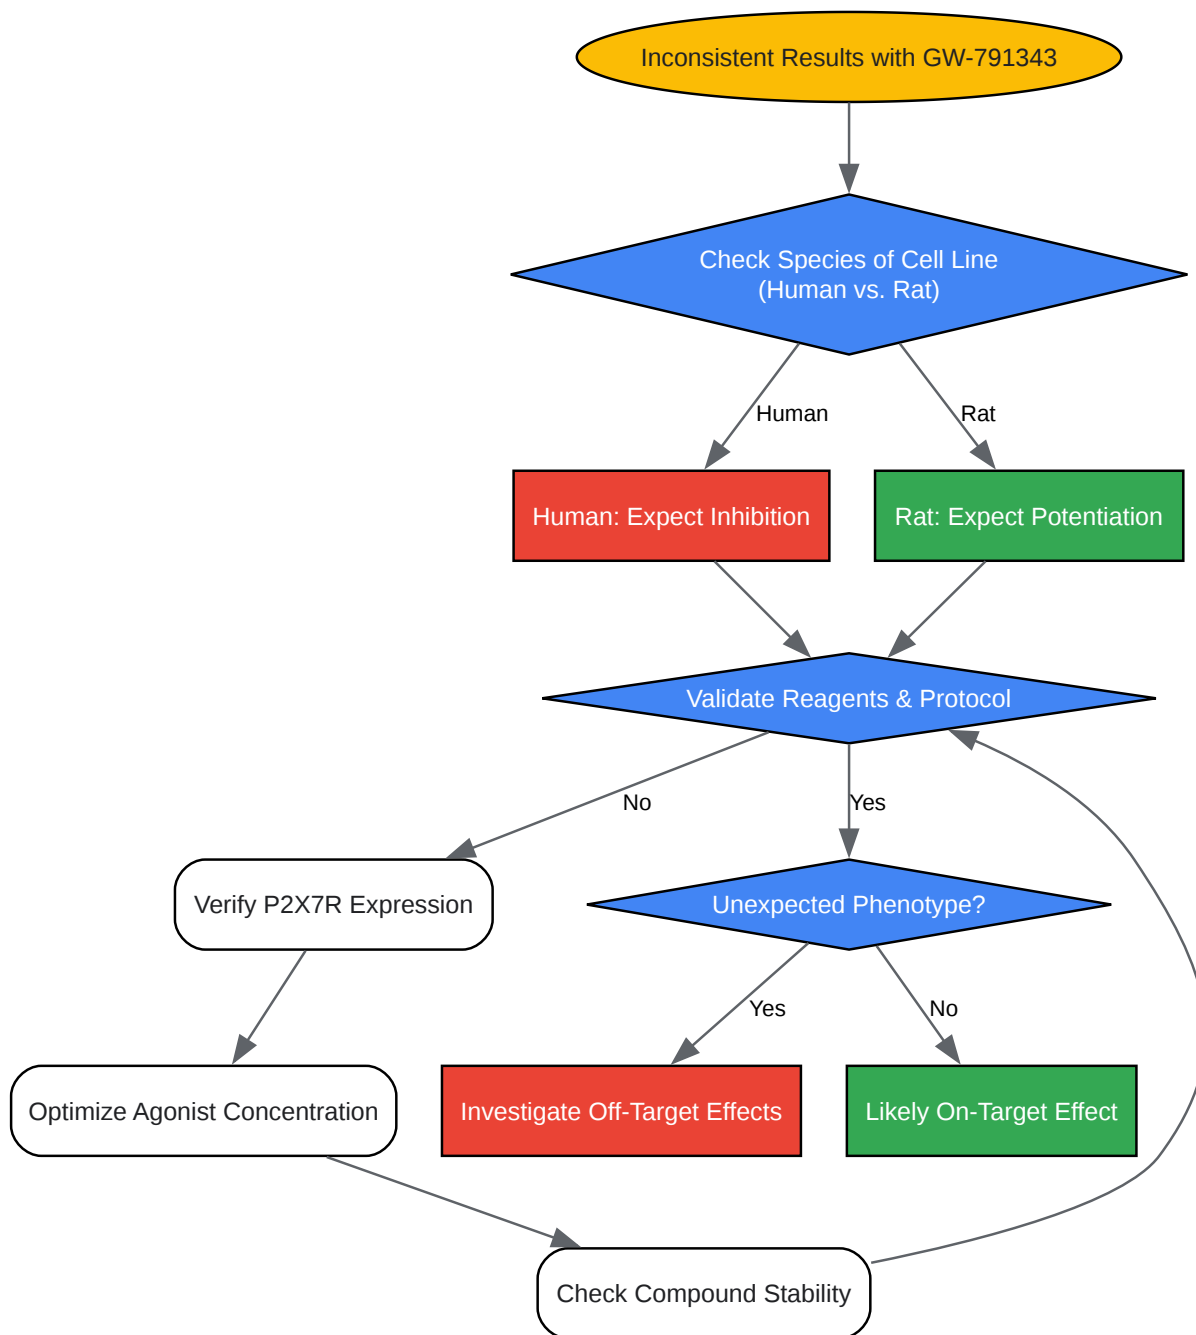 Inconsistent Results with GW-791343
Check Species of Cell Line
(Human vs. Rat)
Human
Rat
Human: Expect Inhibition
Rat: Expect Potentiation
Validate Reagents & Protocol
No
Yes
Verify P2X7R Expression
Unexpected Phenotype?
Yes
No
Optimize Agonist Concentration
Investigate Off-Target Effects
Likely On-Target Effect
Check Compound Stability